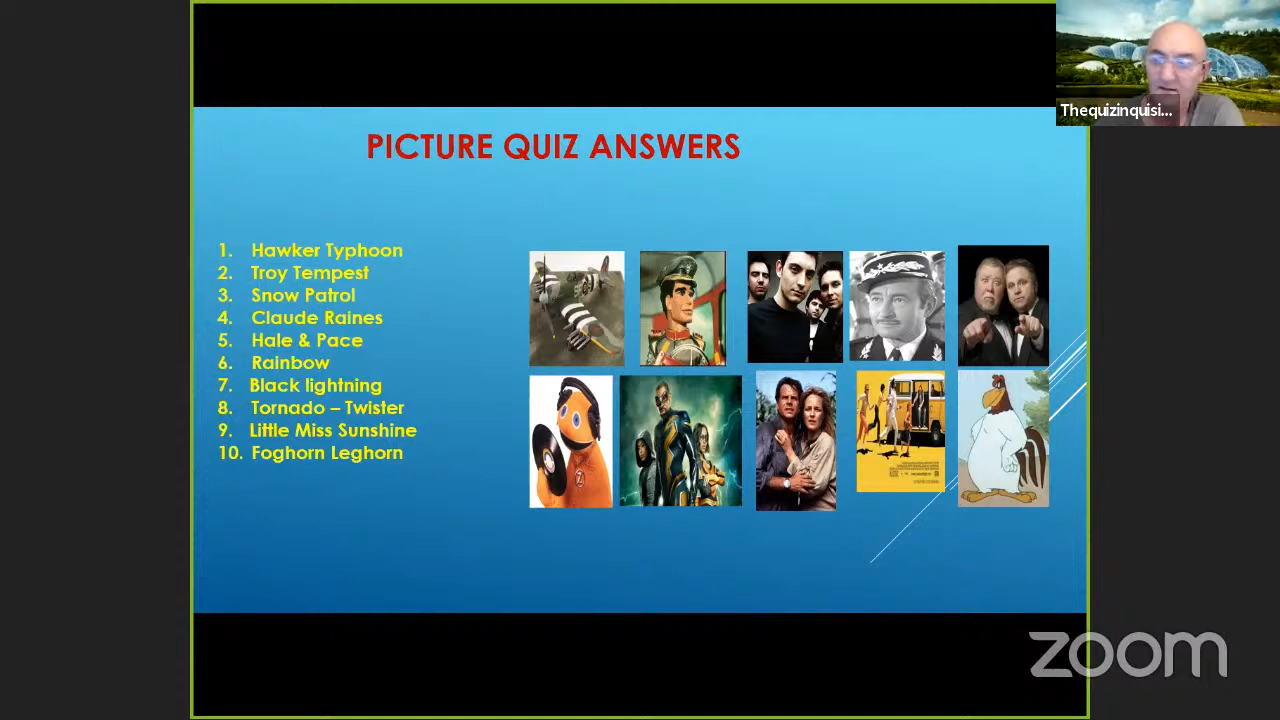 Thequizinquisi...
PICTURE QUIZ ANSWERS
1. Hawker Typhoon
2. Troy Tempest
3. Snow Patrol
4. Claude Raines
5. Hale & Pace
6. Rainbow
7. Black lightning
8. Tornado – Twister
9. Little Miss Sunshine
10. Foghorn Leghorn
zoom